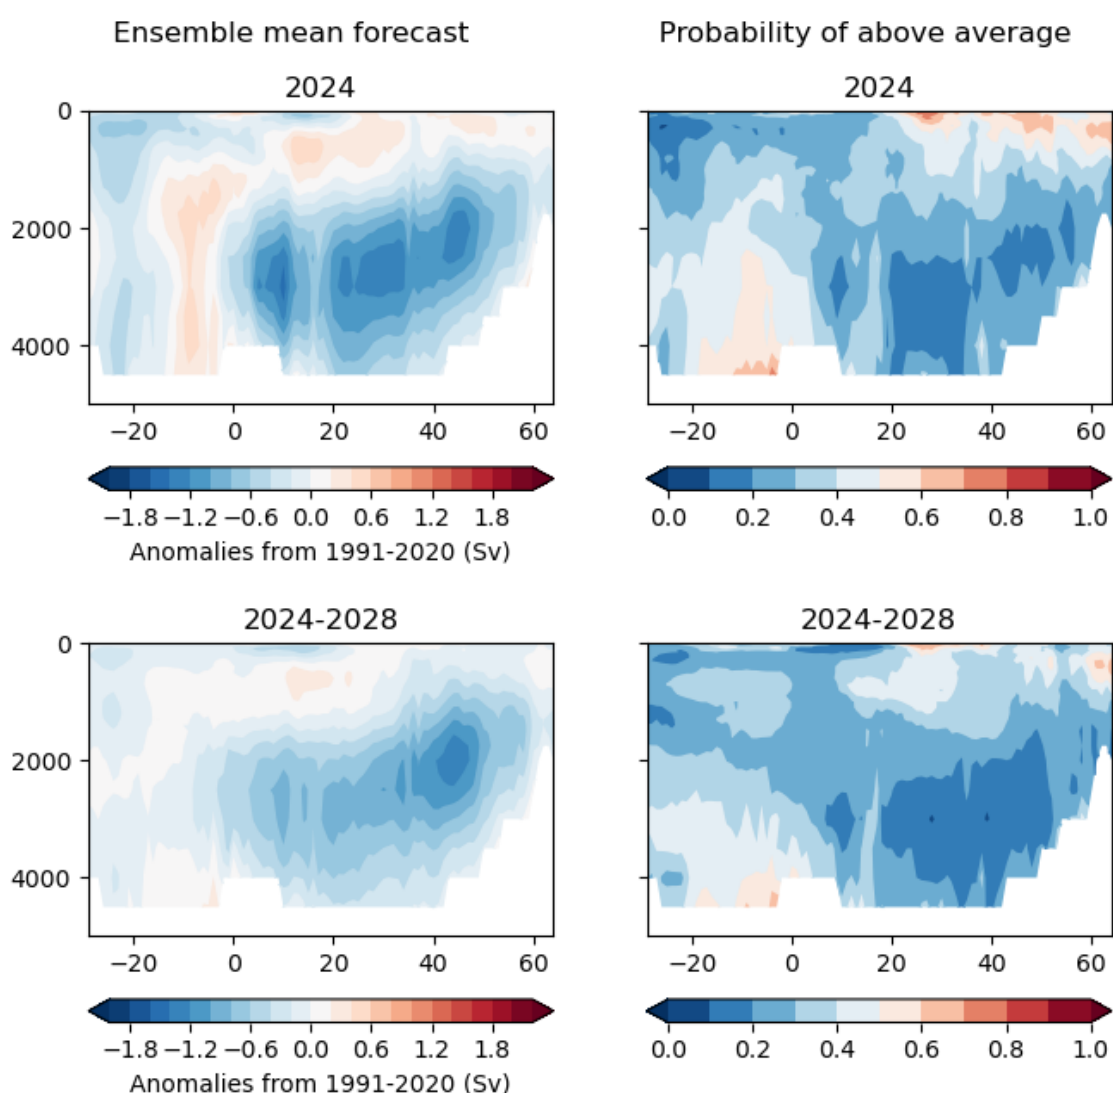 Ensemble mean forecast
Probability of above average
2024
2024
0
2000
4000
−20 0 20 40 60
−20 0 20 40 60
−1.8 −1.2 −0.6 0.0 0.6 1.2 1.8
0.0 0.2 0.4 0.6 0.8 1.0
Anomalies from 1991-2020 (Sv)
2024-2028
2024-2028
0
2000
4000
−20 0 20 40 60
−20 0 20 40 60
−1.8 −1.2 −0.6 0.0 0.6 1.2 1.8
0.0 0.2 0.4 0.6 0.8 1.0
Anomalies from 1991-2020 (Sv)